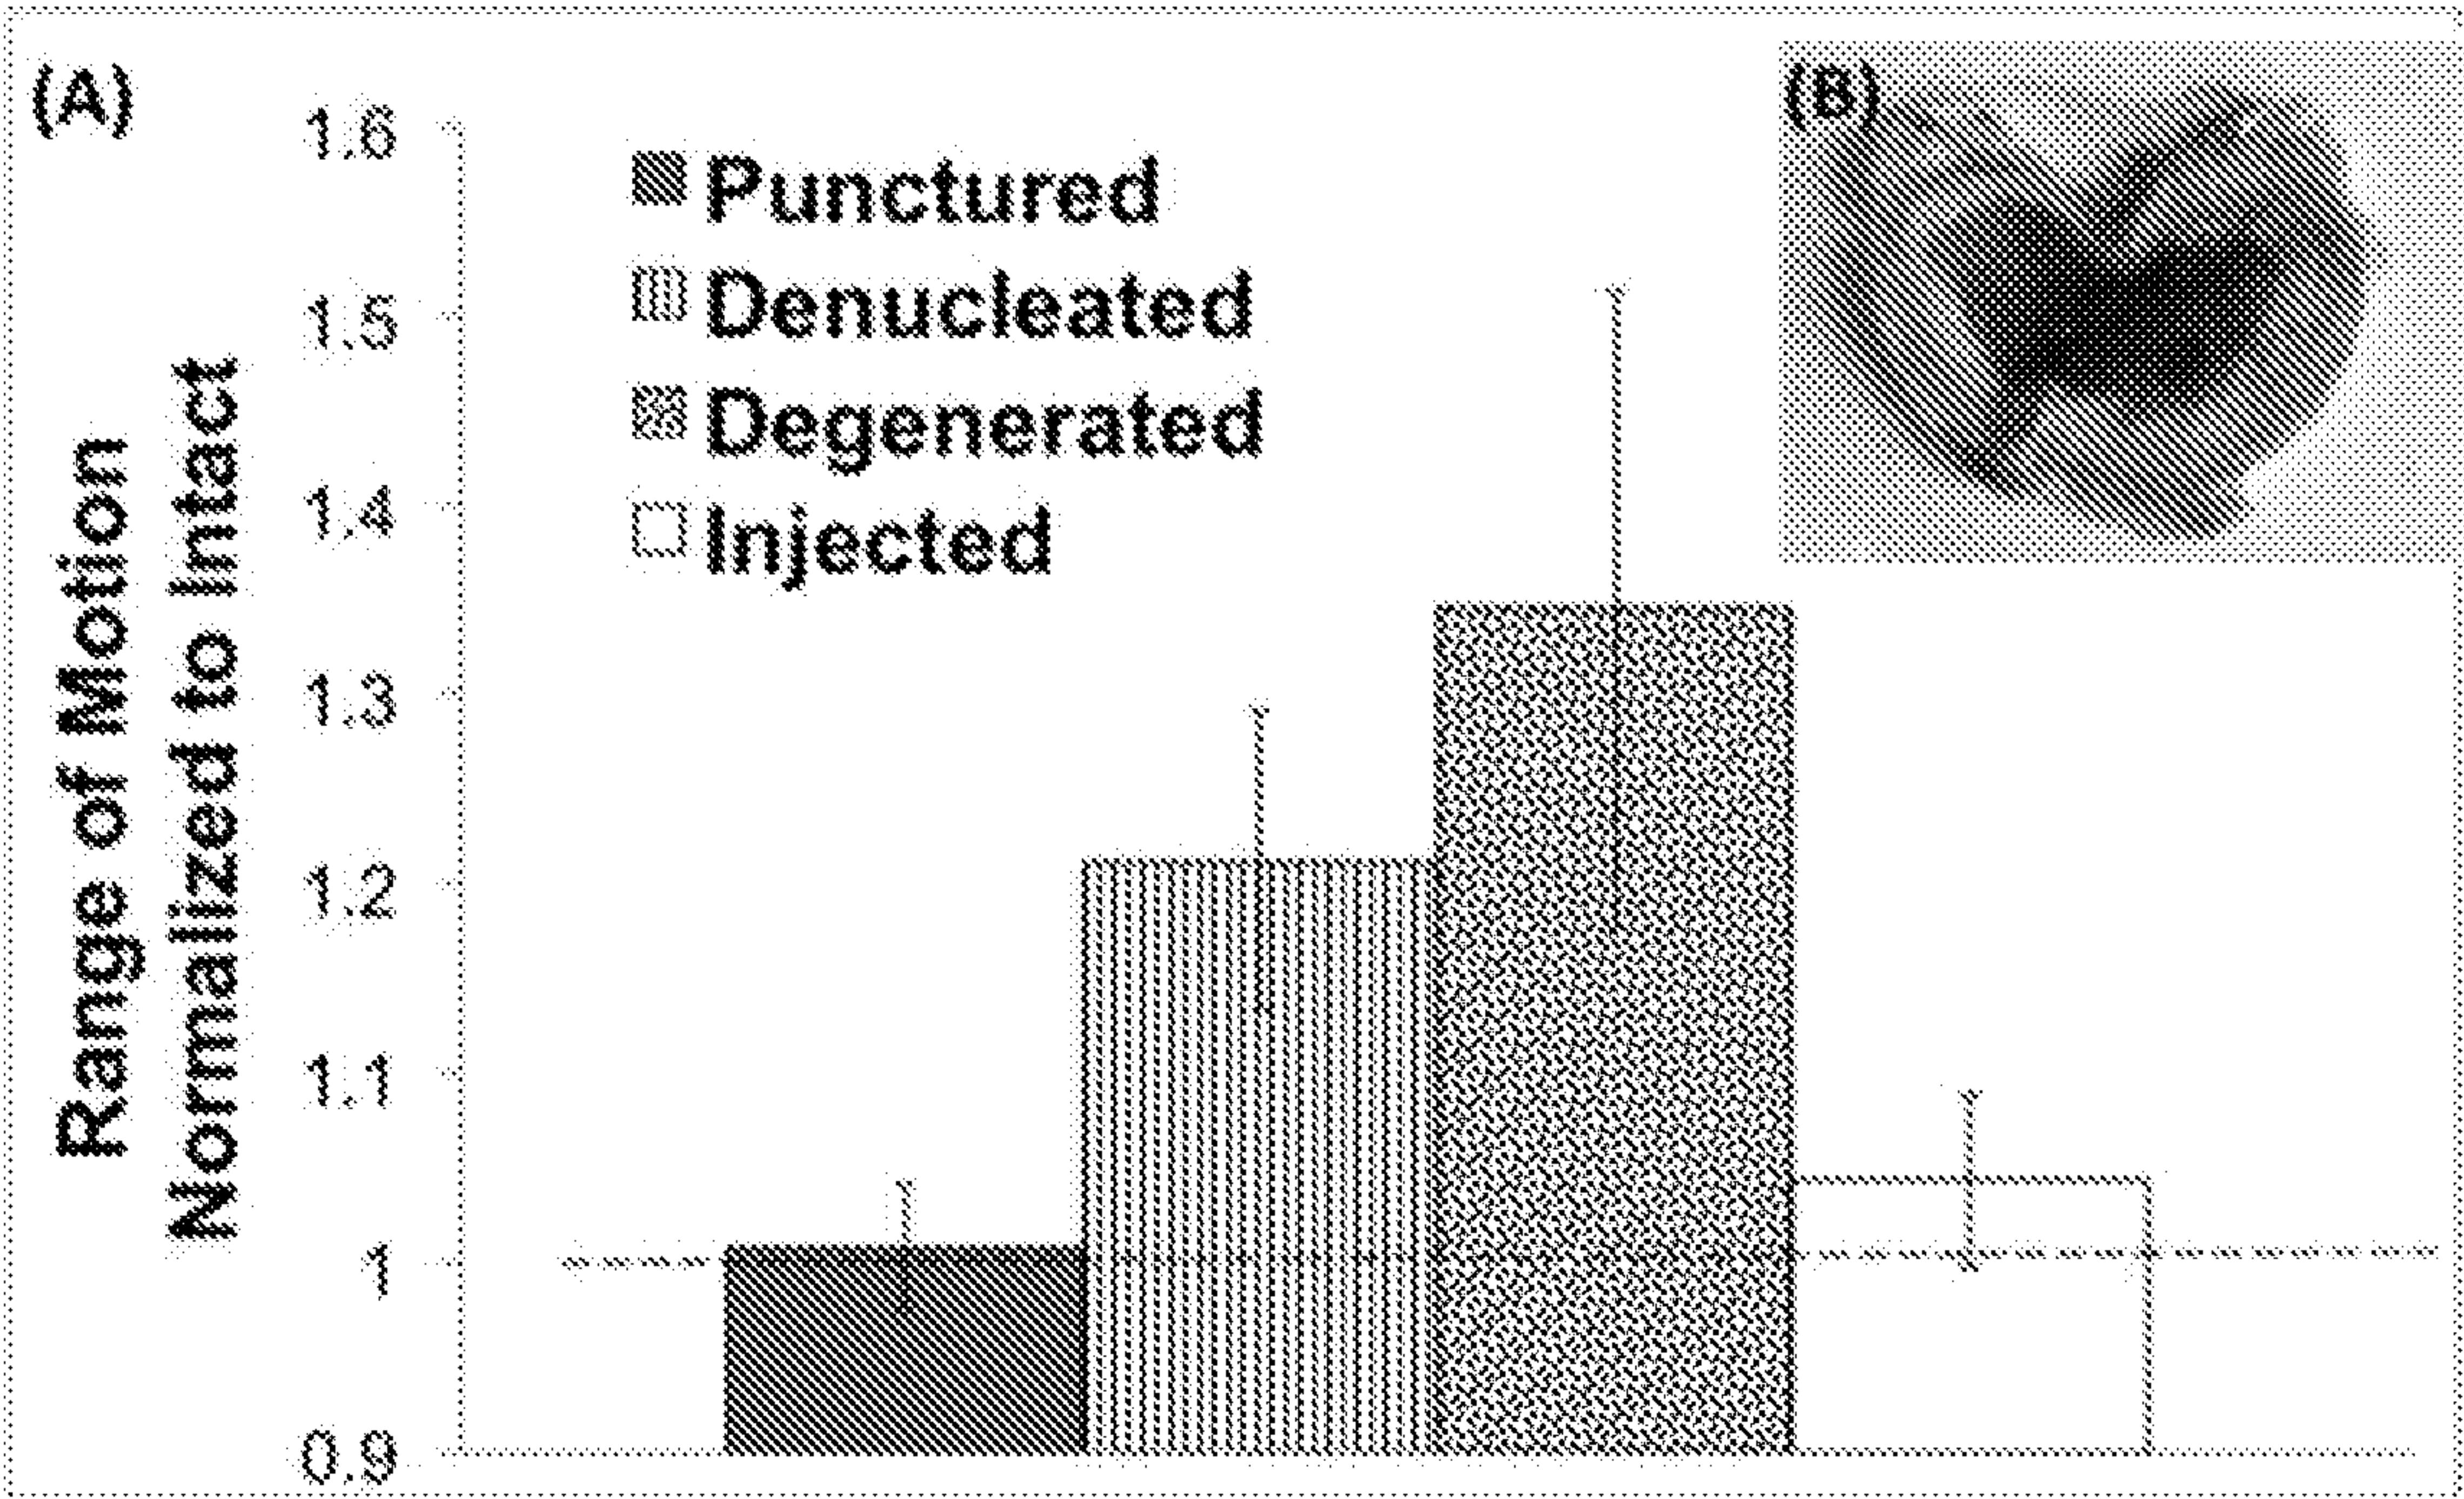 (A)
(B)
1.6
1.5
1.4
1.3
1.2
1.1
1
0.9
Range of Motion
Normalized to Intact
Punctured
Denucleated
Degenerated
Injected